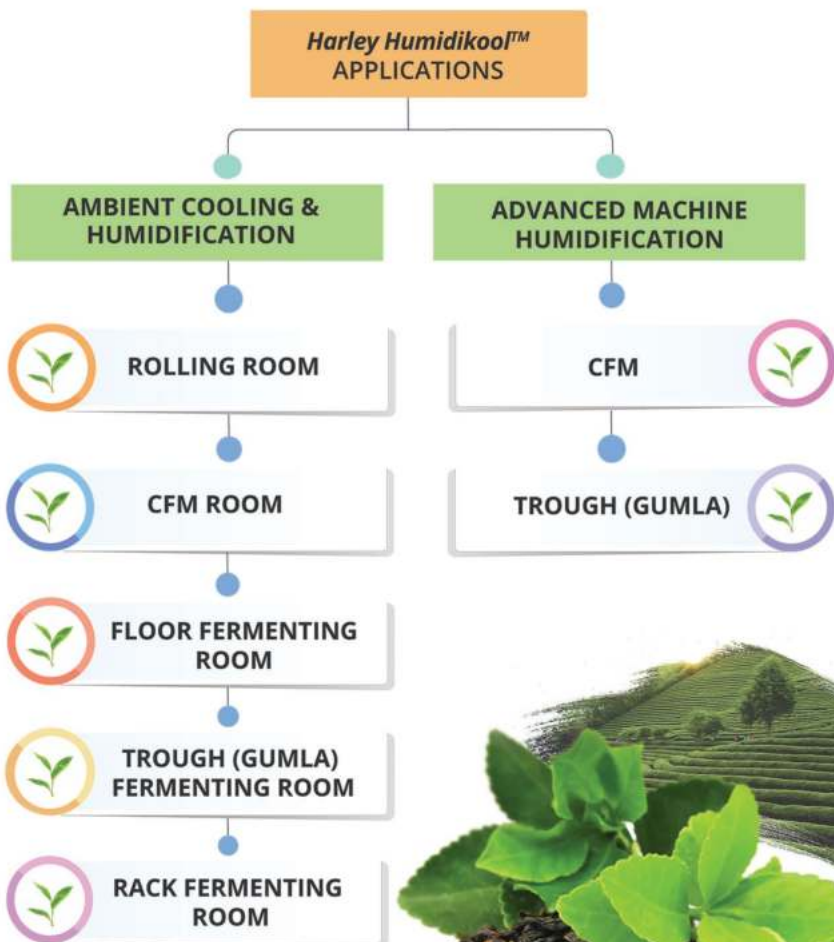 Harley Humidikool™
APPLICATIONS
AMBIENT COOLING &
HUMIDIFICATION
ROLLING ROOM
CFM ROOM
FLOOR FERMENTING
ROOM
TROUGH (GUMLA)
FERMENTING ROOM
RACK FERMENTING
ROOM
ADVANCED MACHINE
HUMIDIFICATION
CFM
TROUGH (GUMLA)